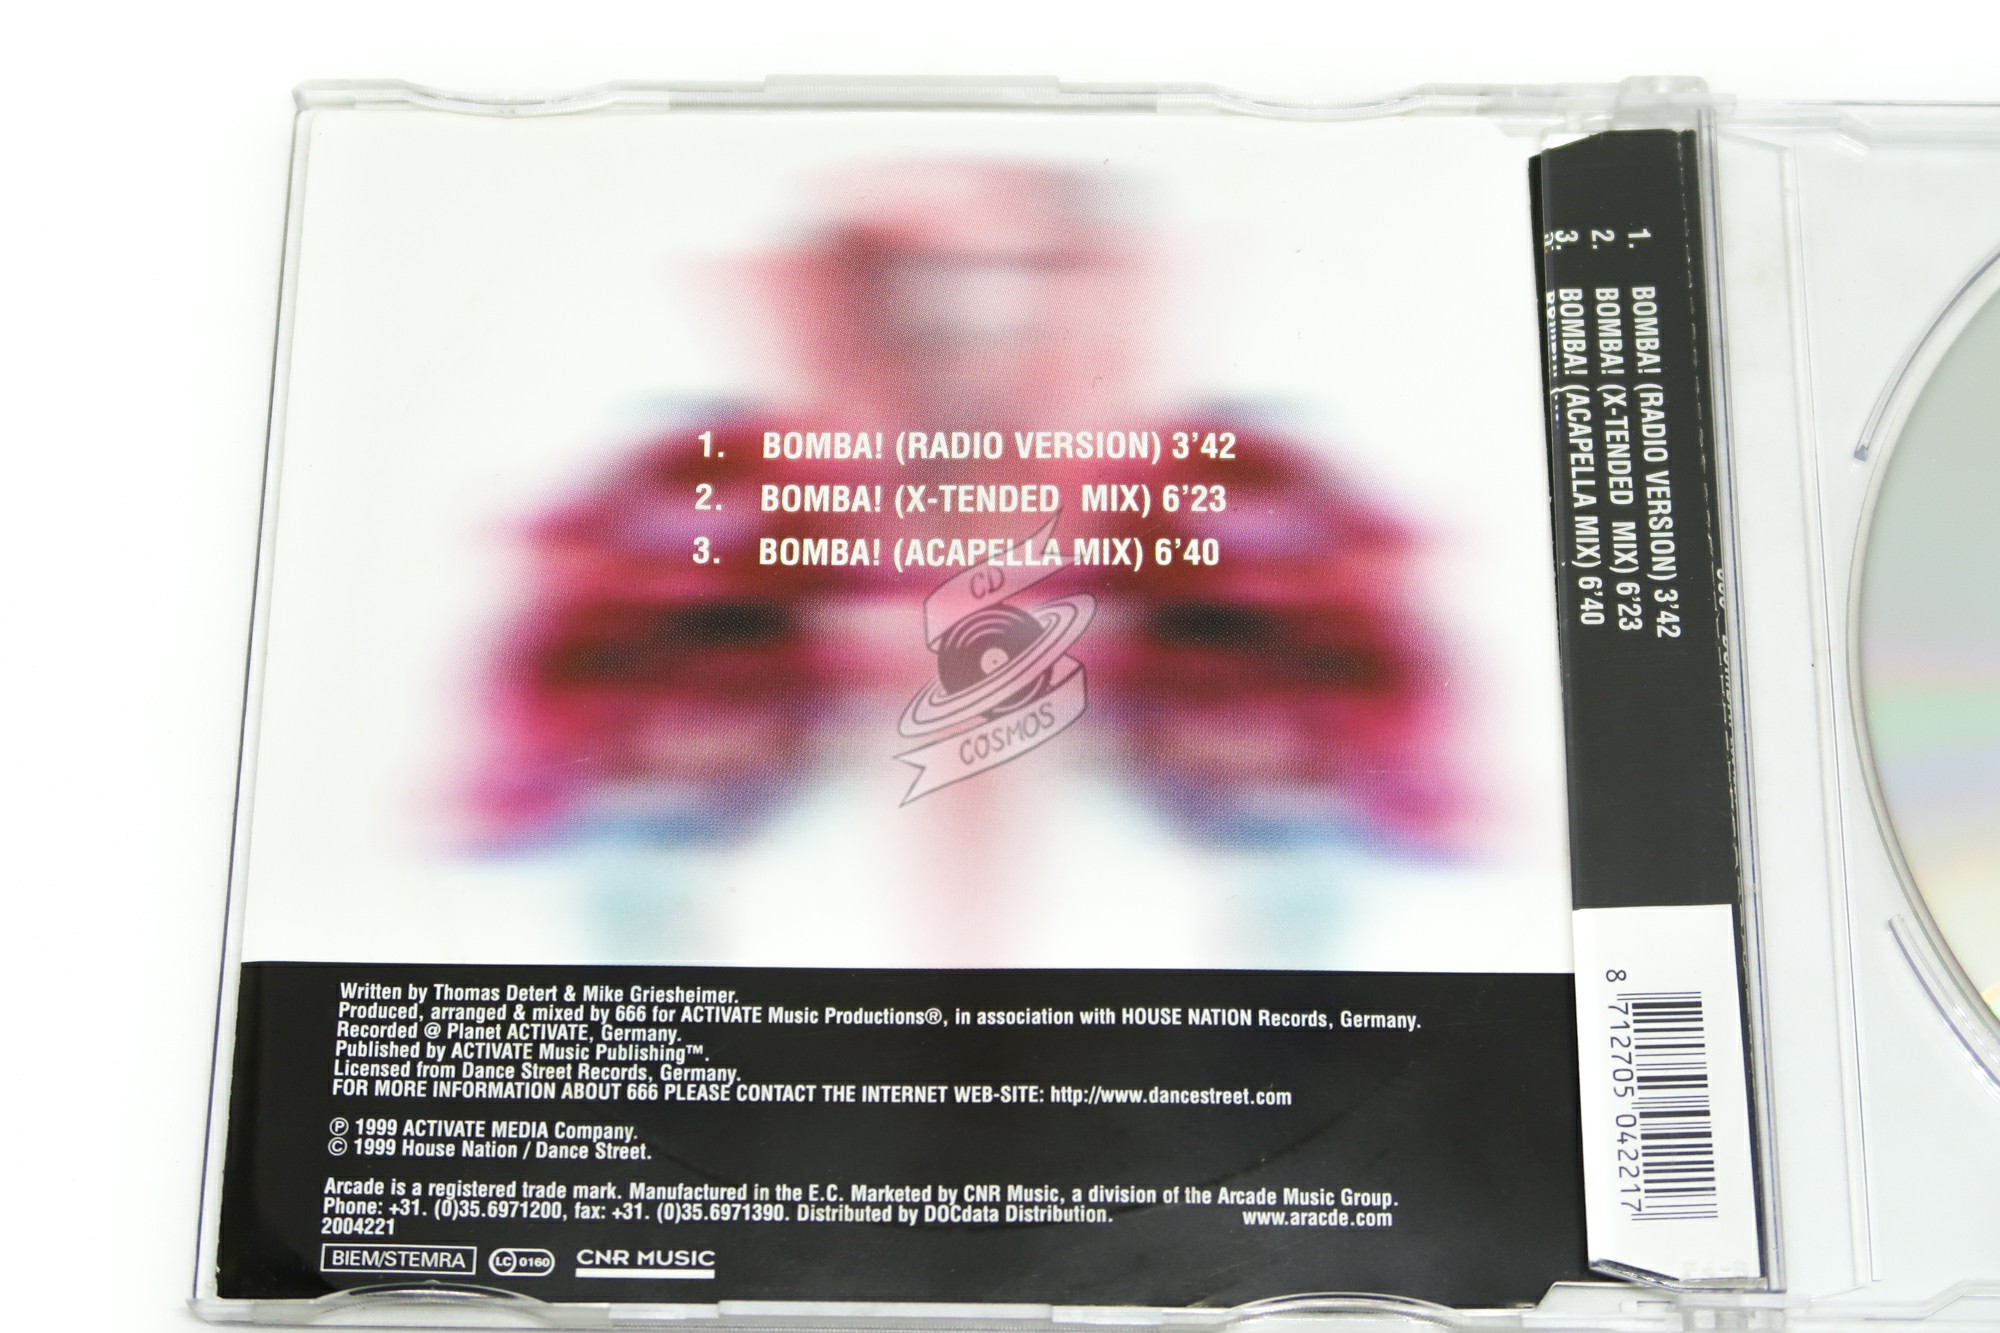 1. BOMBA! (RADIO VERSION) 3'42
2. BOMBA! (X-TENDED MIX) 6'23
3. BOMBA! (ACAPELLA MIX) 6'40
CD
COSMOS
Written by Thomas Detert & Mike Griesheimer.
Produced, arranged & mixed by 666 for ACTIVATE Music Productions®, in association with HOUSE NATION Records, Germany.
Recorded @ Planet ACTIVATE, Germany.
Published by ACTIVATE Music Publishing™.
Licensed from Dance Street Records, Germany.
FOR MORE INFORMATION ABOUT 666 PLEASE CONTACT THE INTERNET WEB-SITE: http://www.dancestreet.com
℗ 1999 ACTIVATE MEDIA Company.
© 1999 House Nation / Dance Street.
Arcade is a registered trade mark. Manufactured in the E.C. Marketed by CNR Music, a division of the Arcade Music Group.
Phone: +31. (0)35.6971200, fax: +31. (0)35.6971390. Distributed by DOCdata Distribution. www.aracde.com
2004221
BIEM/STEMRA LC 0160 CNR MUSIC
1. BOMBA! (RADIO VERSION) 3'42
2. BOMBA! (X-TENDED MIX) 6'23
3. BOMBA! (ACAPELLA MIX) 6'40
8 712705 042217